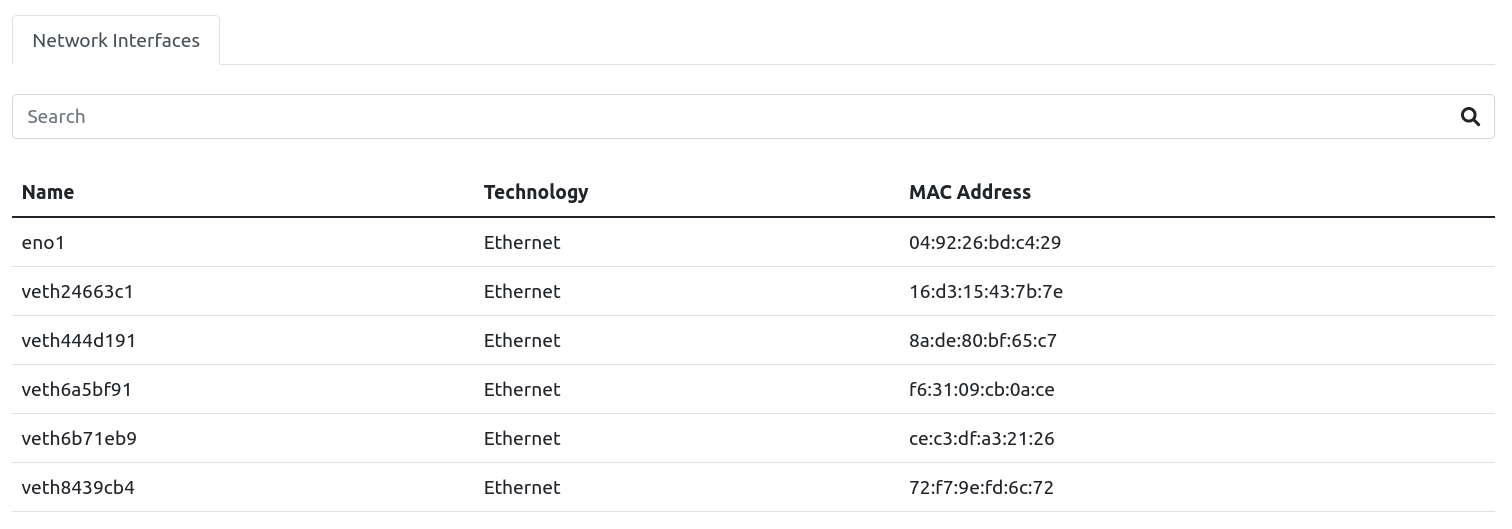 Network Interfaces
Search
Name Technology MAC Address
eno1 Ethernet 04:92:26:bd:c4:29
veth24663c1 Ethernet 16:d3:15:43:7b:7e
veth444d191 Ethernet 8a:de:80:bf:65:c7
veth6a5bf91 Ethernet f6:31:09:cb:0a:ce
veth6b71eb9 Ethernet ce:c3:df:a3:21:26
veth8439cb4 Ethernet 72:f7:9e:fd:6c:72